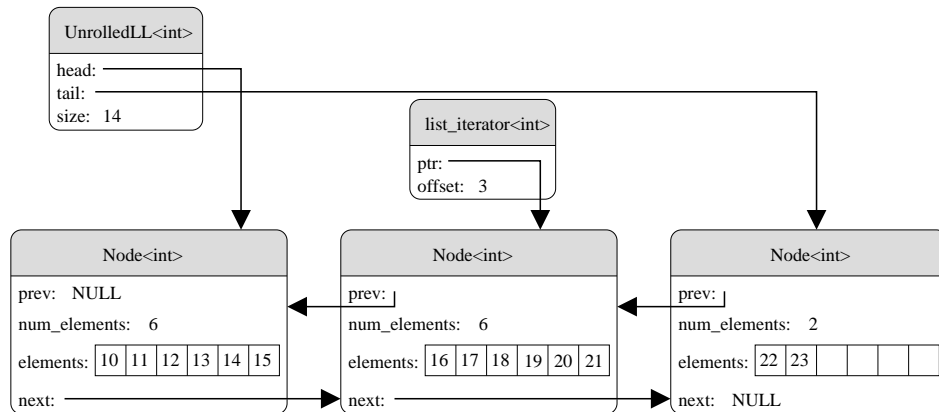 UnrolledLL<int>
head:
tail:
size: 14
list_iterator<int>
ptr:
offset: 3
Node<int>
prev: NULL
num_elements: 6
elements: 10 11 12 13 14 15
next:
Node<int>
prev:
num_elements: 6
elements: 16 17 18 19 20 21
next:
Node<int>
prev:
num_elements: 2
elements: 22 23
next: NULL